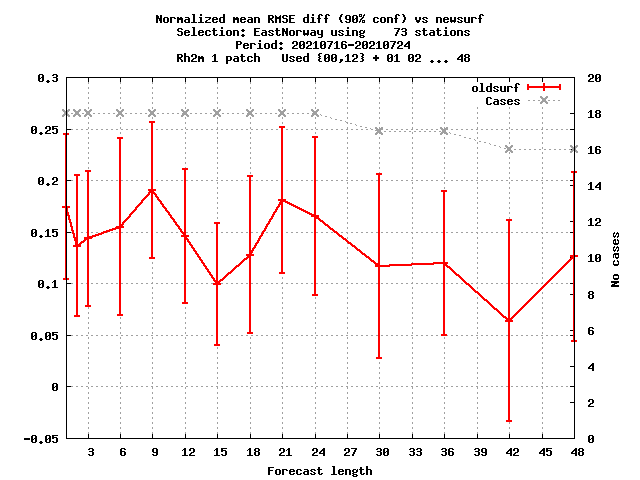 Normalized mean RMSE diff (90% conf) vs newsurf
Selection: EastNorway using    73 stations
Period: 20210716-20210724
Rh2m 1 patch   Used {00,12} + 01 02 ... 48
oldsurf
Cases
0.3
0.25
0.2
0.15
0.1
0.05
0
-0.05
20
18
16
14
12
10
8
6
4
2
0
No cases
3 6 9 12 15 18 21 24 27 30 33 36 39 42 45 48
Forecast length